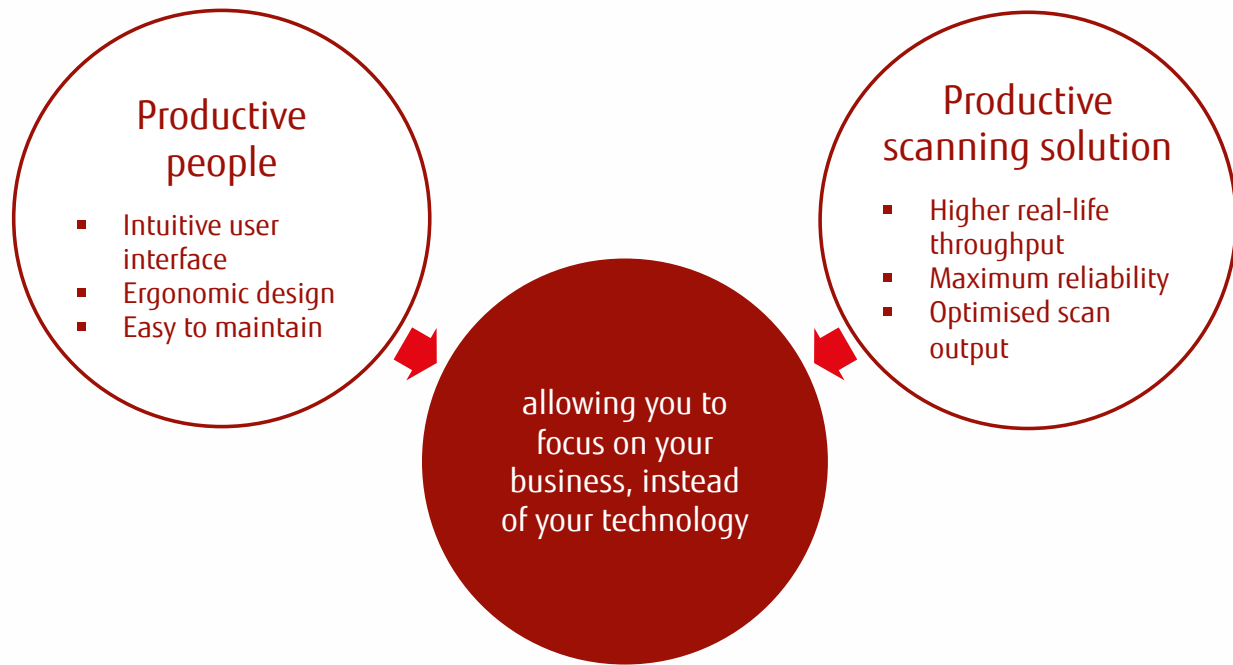 Productive
people
▪ Intuitive user
interface
▪ Ergonomic design
▪ Easy to maintain
Productive
scanning solution
▪ Higher real-life
throughput
▪ Maximum reliability
▪ Optimised scan
output
allowing you to
focus on your
business, instead
of your technology